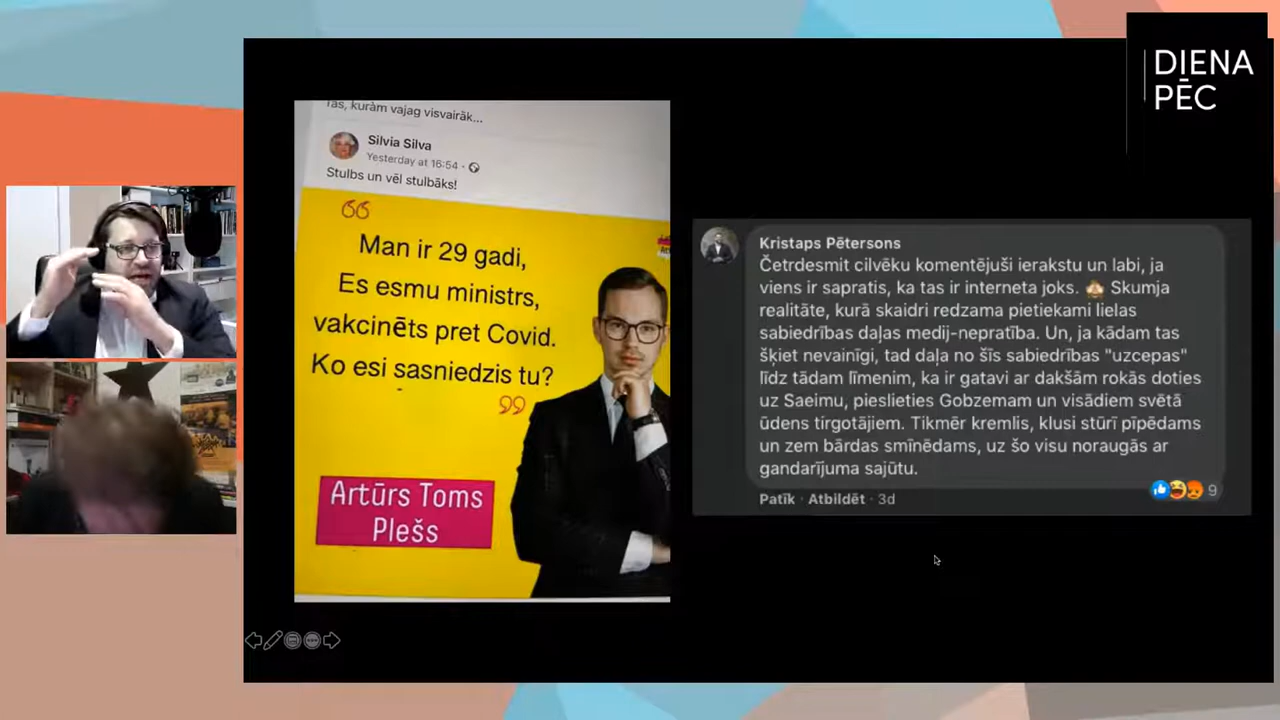 DIENA
PĒC
Tas, kuram vajag visvairāk...
Silvia Silva
Yesterday at 16:54
Stulbs un vēl stulbāks!
Man ir 29 gadi,
Es esmu ministrs,
vakcinēts pret Covid.
Ko esi sasniedzis tu?
Artūrs Toms
Plešs
Kristaps Pētersons
Četrdesmit cilvēku komentējuši ierakstu un labi, ja
viens ir sapratis, ka tas ir interneta joks. 🙈 Skumja
realitāte, kurā skaidri redzama pietiekami lielas
sabiedrības daļas medij-nepratība. Un, ja kādam tas
šķiet nevainīgi, tad daļa no šīs sabiedrības "uzcepas"
līdz tādam līmenim, ka ir gatavi ar dakšām rokās doties
uz Saeimu, pieslieties Gobzemam un visādiem svētā
ūdens tirgotājiem. Tikmēr kremlis, klusi stūrī pīpēdams
un zem bārdas smīnēdams, uz šo visu noraugās ar
gandarījuma sajūtu.
Patīk · Atbildēt · 3d
9